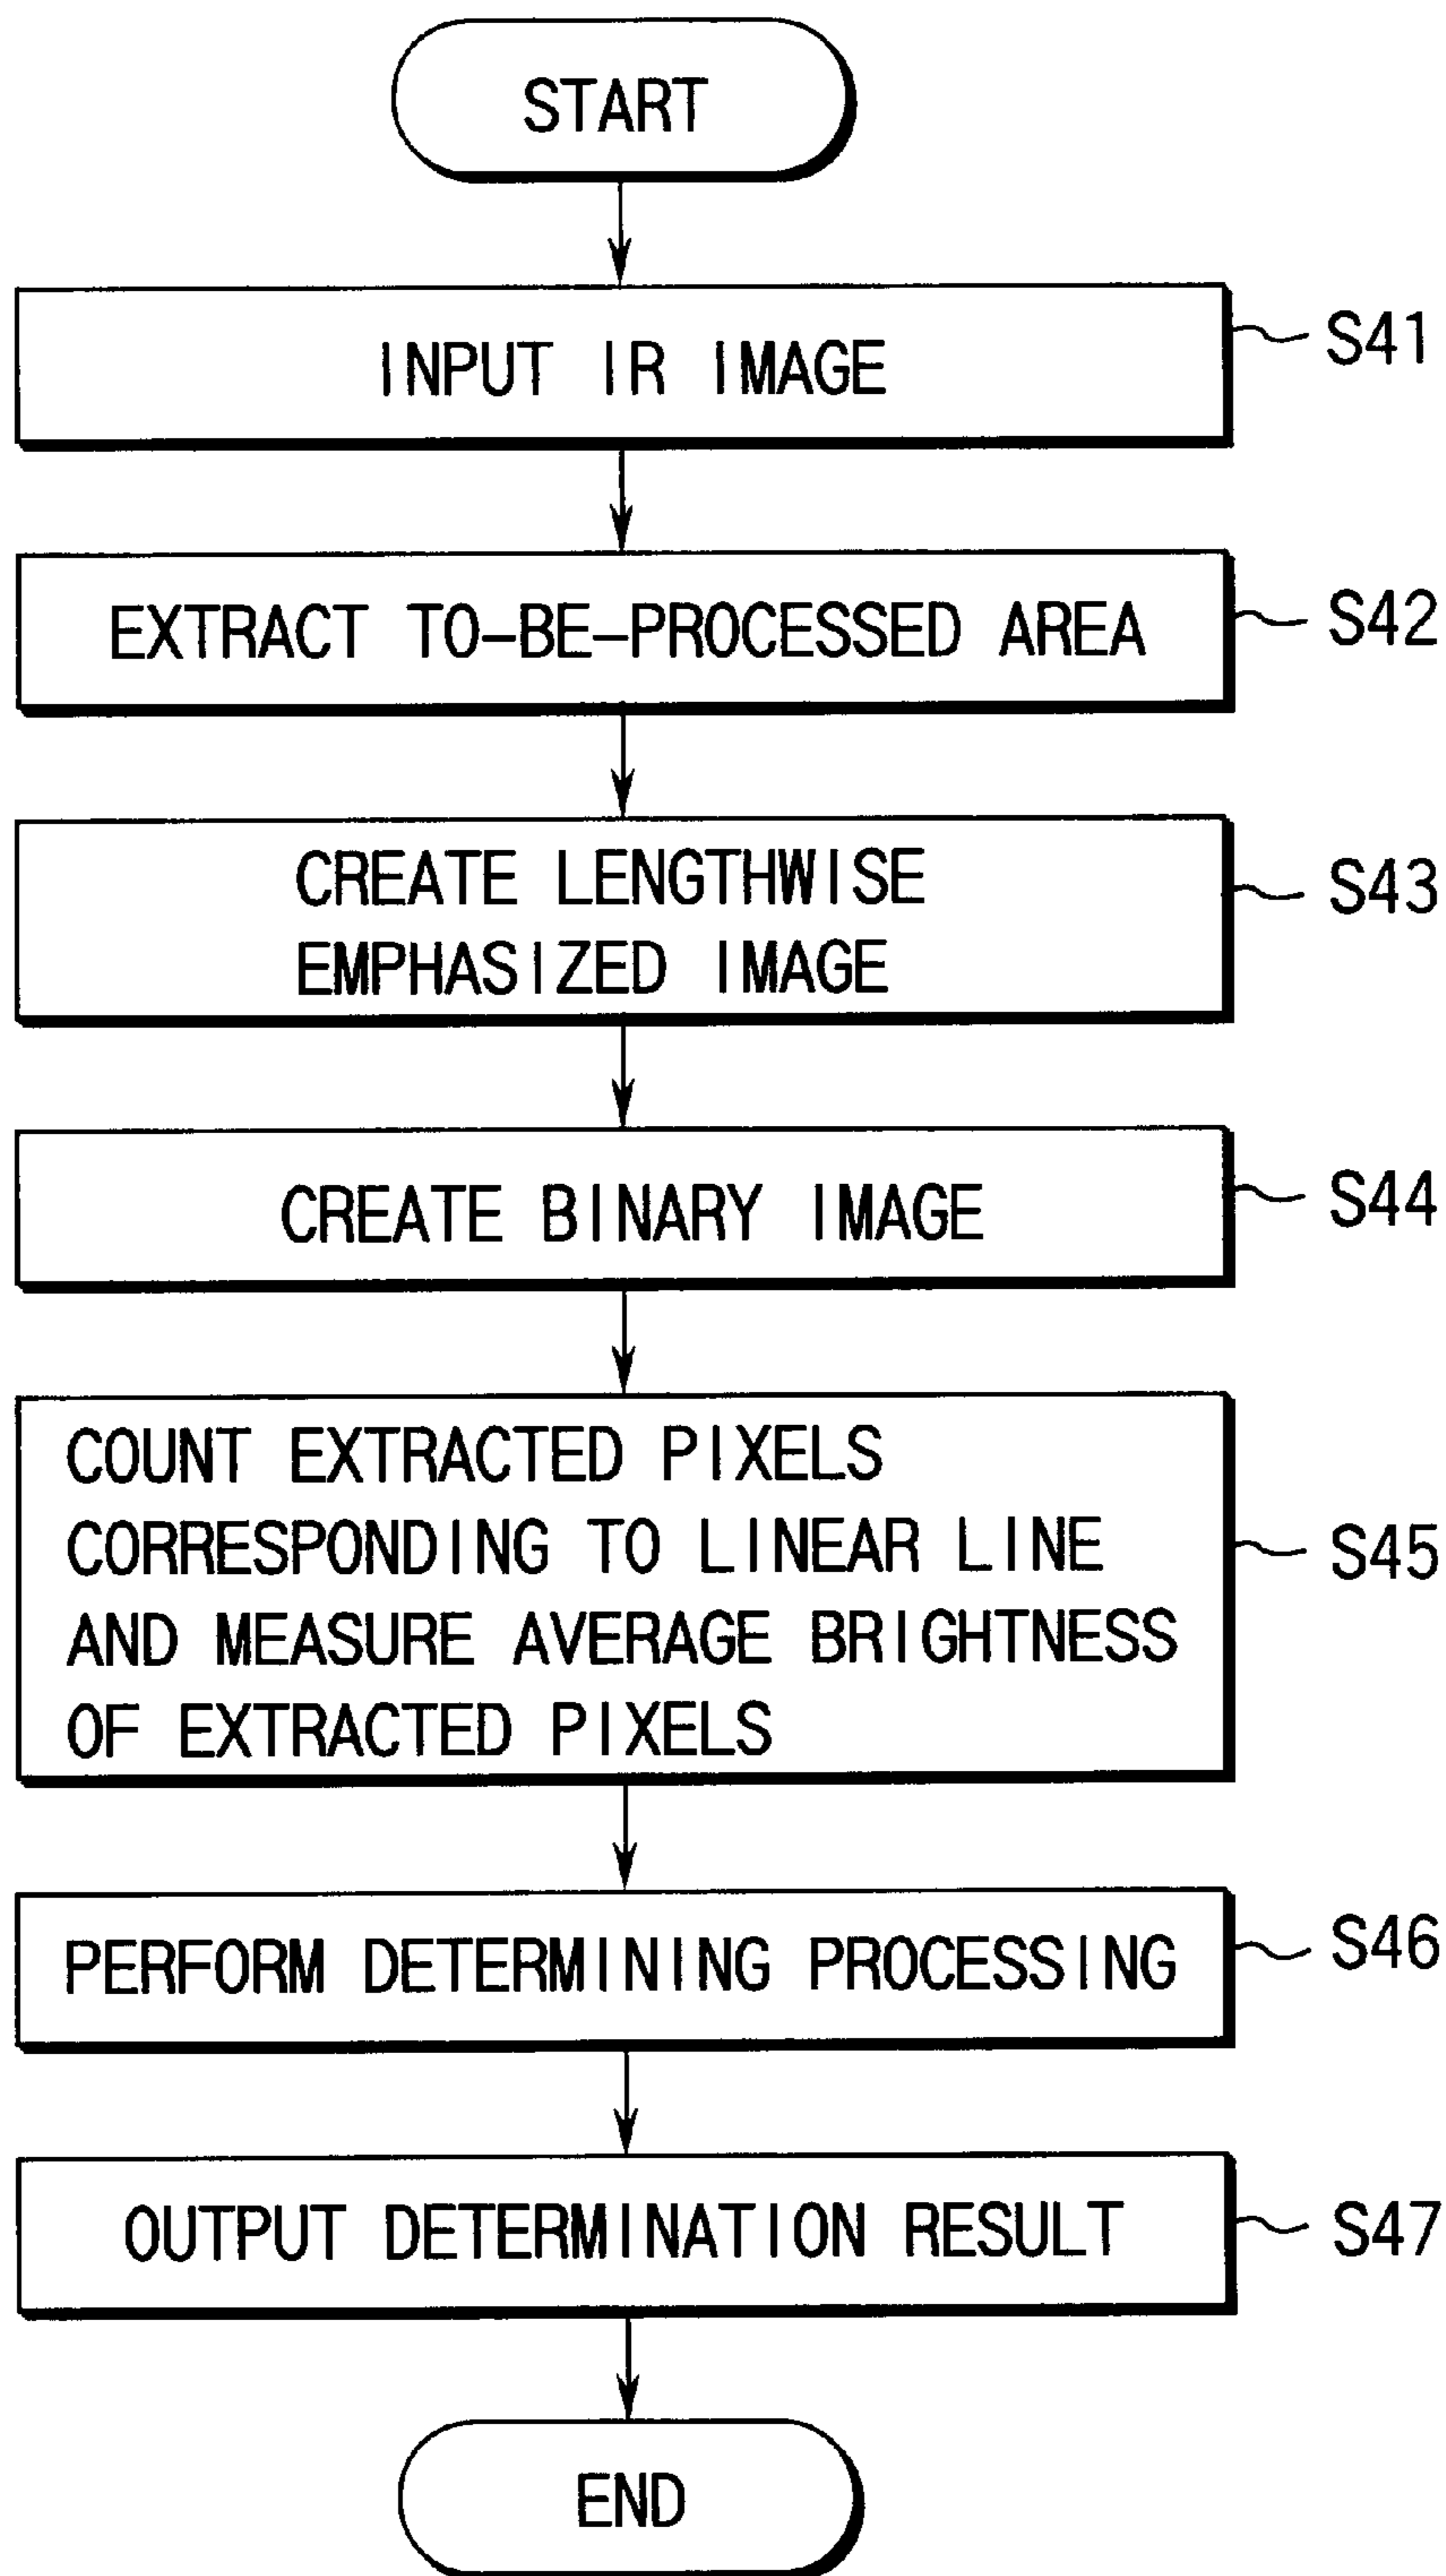 START
INPUT IR IMAGE
S41
EXTRACT TO-BE-PROCESSED AREA
S42
CREATE LENGTHWISE
EMPHASIZED IMAGE
S43
CREATE BINARY IMAGE
S44
COUNT EXTRACTED PIXELS
CORRESPONDING TO LINEAR LINE
AND MEASURE AVERAGE BRIGHTNESS
OF EXTRACTED PIXELS
S45
PERFORM DETERMINING PROCESSING
S46
OUTPUT DETERMINATION RESULT
S47
END